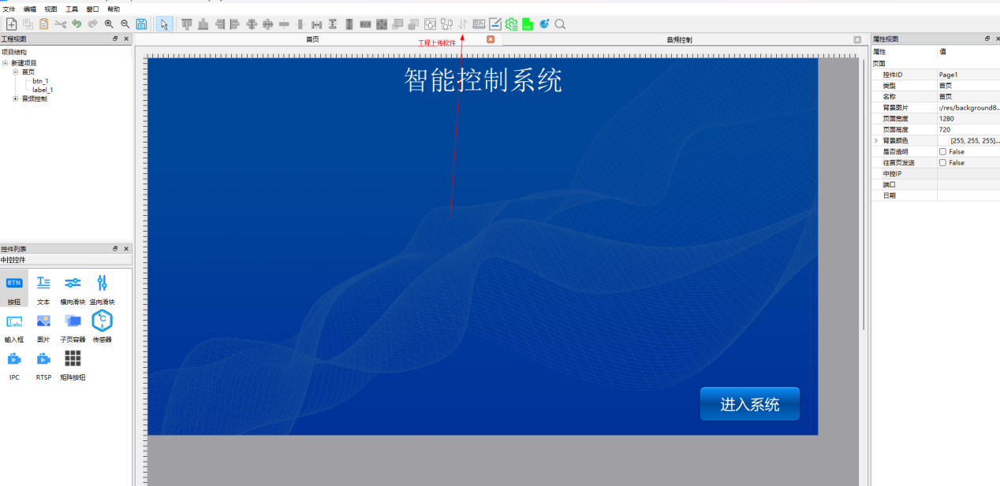 文件 编辑 视图 工具 窗口 帮助
工程视图
首页
音频控制
属性视图
工程上传软件
项目结构
新建项目
首页
btn_1
label_1
音频控制
智能控制系统
进入系统
控件列表
中控控件
BTN
按钮 文本 横向滑块 竖向滑块
输入框 图片 子页容器 传感器
IPC RTSP 矩阵按钮
属性 值
页面
控件ID Page1
类型 首页
名称 首页
背景图片 :/res/background8...
页面宽度 1280
页面高度 720
背景颜色 [255, 255, 255]...
是否透明 False
往首页发送 False
中控IP
端口
日期